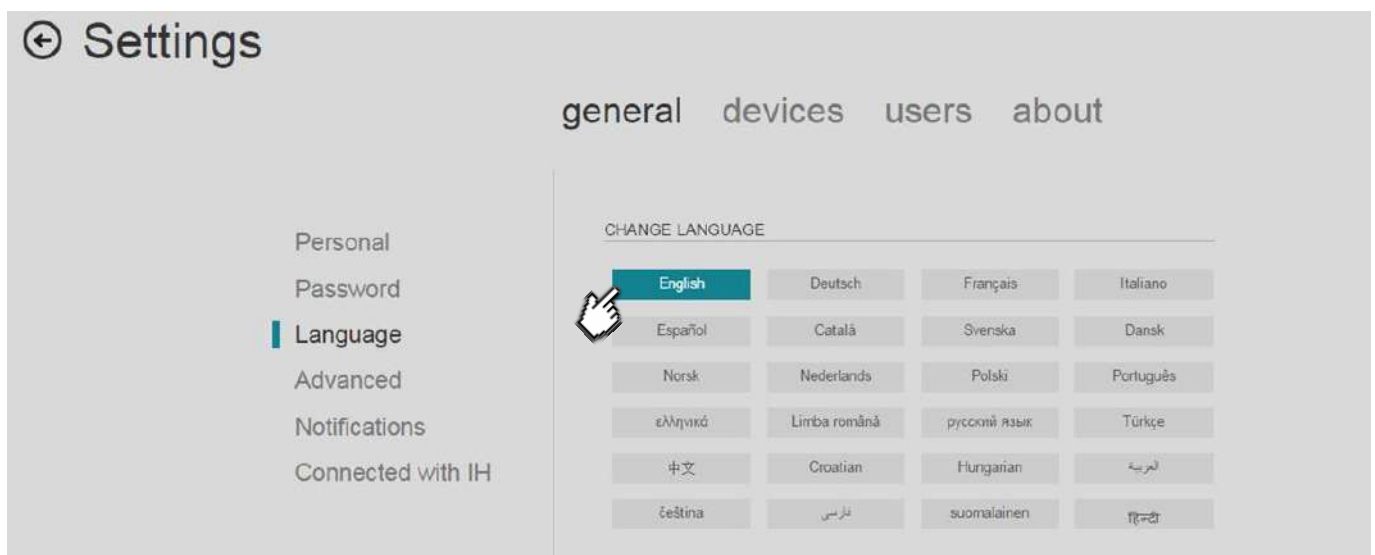 Settings
general devices users about
Personal
Password
Language
Advanced
Notifications
Connected with IH
CHANGE LANGUAGE
English Deutsch Français Italiano
Español Català Svenska Dansk
Norsk Nederlands Polski Português
ελληνικά Limba română русский язык Türkçe
中文 Croatian Hungarian العربية
čeština فارسی suomalainen हिन्दी